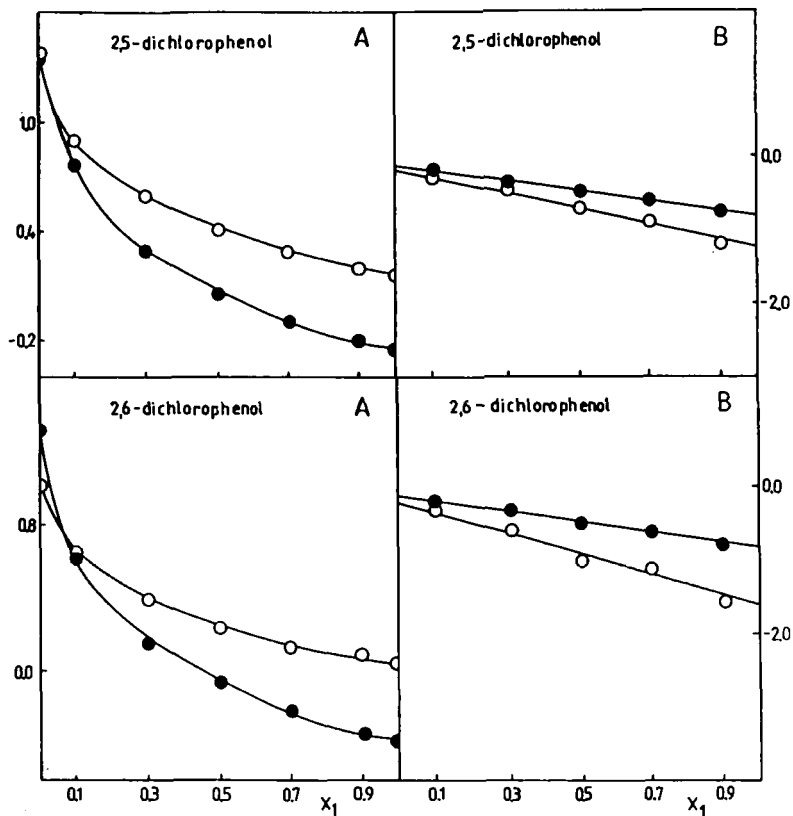 2,5-dichlorophenol A
2,5-dichlorophenol B
1,0
0,4
-0,2
0,0
-2,0
2,6-dichlorophenol A
2,6-dichlorophenol B
0,8
0,0
0,0
-2,0
0.1 0.3 0.5 0.7 0.9
X1
0.1 0.3 0.5 0.7 0.9
X1